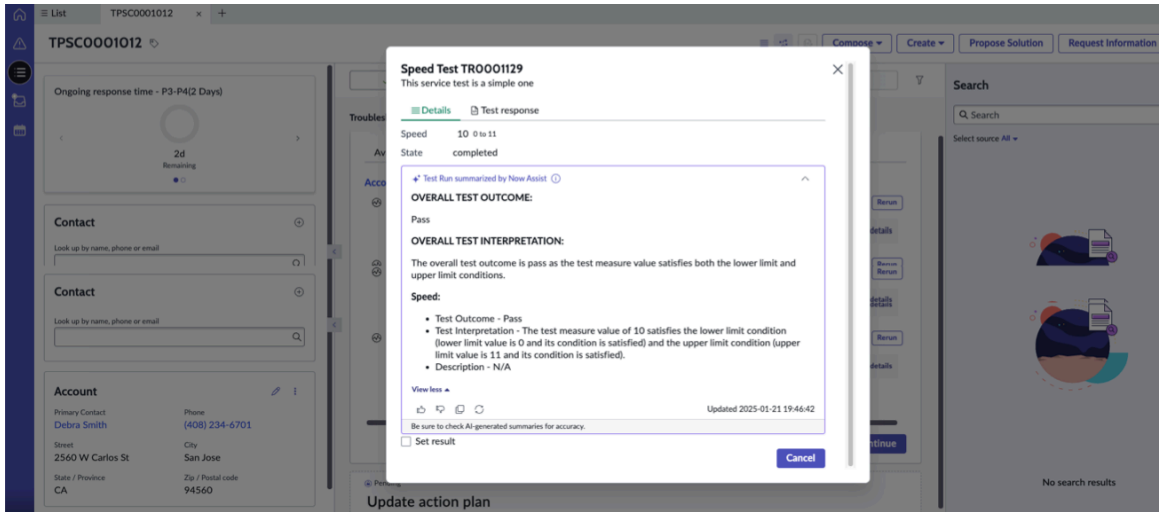 List
TPSC0001012
TPSC0001012
Compose
Create
Propose Solution
Request Information
Ongoing response time - P3-P4(2 Days)
2d
Remaining
Contact
Look up by name, phone or email
Contact
Look up by name, phone or email
Account
Primary Contact
Phone
Debra Smith
(408) 234-6701
Street
City
2560 W Carlos St
San Jose
State / Province
Zip / Postal code
CA
94560
Speed Test TR0001129
This service test is a simple one
Details
Test response
Speed 10 0 to 11
State completed
Test Run summarized by Now Assist
OVERALL TEST OUTCOME:
Pass
OVERALL TEST INTERPRETATION:
The overall test outcome is pass as the test measure value satisfies both the lower limit and
upper limit conditions.
Speed:
• Test Outcome - Pass
• Test Interpretation - The test measure value of 10 satisfies the lower limit condition
(lower limit value is 0 and its condition is satisfied) and the upper limit condition (upper
limit value is 11 and its condition is satisfied).
• Description - N/A
View less
Updated 2025-01-21 19:46:42
Be sure to check AI-generated summaries for accuracy.
Set result
Cancel
Rerun
details
Rerun
details
Rerun
details
Update action plan
Search
Search
Select source All
No search results